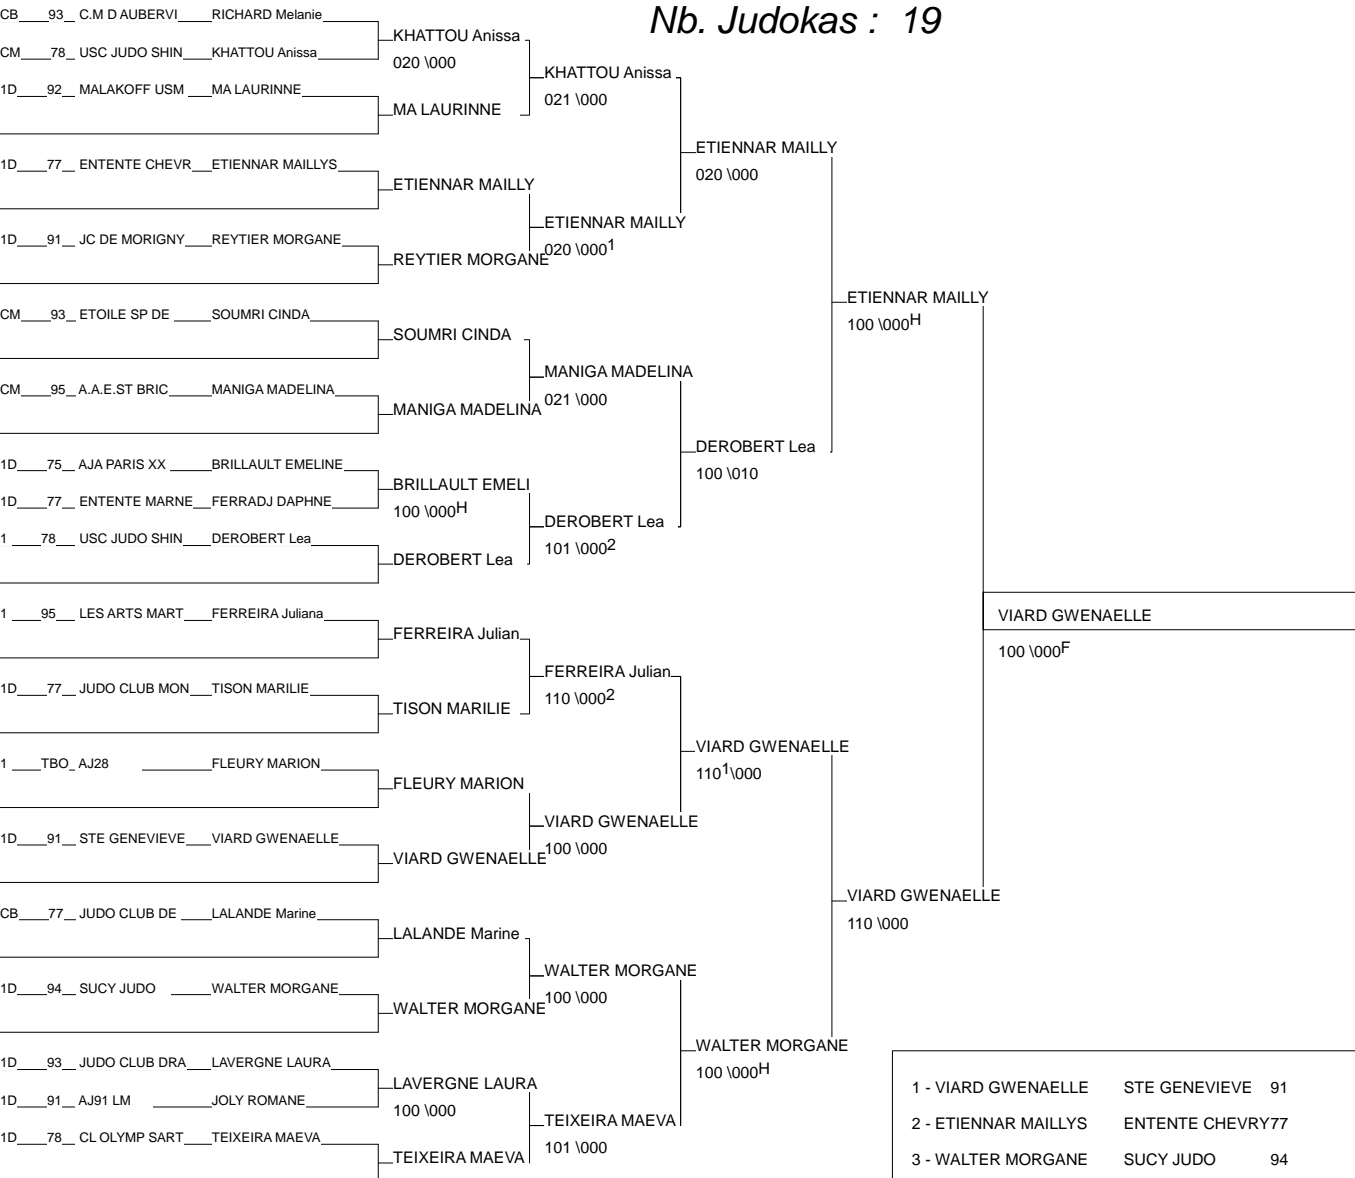 Nb. Judokas : 19
CB 93 C.M D AUBERVI RICHARD Melanie
CM 78 USC JUDO SHIN KHATTOU Anissa
1D 92 MALAKOFF USM MA LAURINNE
1D 77 ENTENTE CHEVR ETIENNAR MAILLYS
1D 91 JC DE MORIGNY REYTIER MORGANE
CM 93 ETOILE SP DE SOUMRI CINDA
CM 95 A.A.E.ST BRIC MANIGA MADELINA
1D 75 AJA PARIS XX BRILLAULT EMELINE
1D 77 ENTENTE MARNE FERRADJ DAPHNE
1 78 USC JUDO SHIN DEROBERT Lea
1 95 LES ARTS MART FERREIRA Juliana
1D 77 JUDO CLUB MON TISON MARILIE
1 TBO AJ28 FLEURY MARION
1D 91 STE GENEVIEVE VIARD GWENAELLE
CB 77 JUDO CLUB DE LALANDE Marine
1D 94 SUCY JUDO WALTER MORGANE
1D 93 JUDO CLUB DRA LAVERGNE LAURA
1D 91 AJ91 LM JOLY ROMANE
1D 78 CL OLYMP SART TEIXEIRA MAEVA
KHATTOU Anissa
020 \000
MA LAURINNE
ETIENNAR MAILLY
REYTIER MORGANE
SOUMRI CINDA
MANIGA MADELINA
BRILLAULT EMELI
100 \000H
DEROBERT Lea
FERREIRA Julian
TISON MARILIE
FLEURY MARION
VIARD GWENAELLE
LALANDE Marine
WALTER MORGANE
LAVERGNE LAURA
100 \000
TEIXEIRA MAEVA
KHATTOU Anissa
021 \000
ETIENNAR MAILLY
020 \0001
MANIGA MADELINA
021 \000
DEROBERT Lea
101 \0002
FERREIRA Julian
110 \0002
VIARD GWENAELLE
100 \000
WALTER MORGANE
100 \000
TEIXEIRA MAEVA
101 \000
ETIENNAR MAILLY
020 \000
DEROBERT Lea
100 \010
VIARD GWENAELLE
1101\000
WALTER MORGANE
100 \000H
ETIENNAR MAILLY
100 \000H
VIARD GWENAELLE
110 \000
VIARD GWENAELLE
100 \000F
1 - VIARD GWENAELLE STE GENEVIEVE 91
2 - ETIENNAR MAILLYS ENTENTE CHEVRY77
3 - WALTER MORGANE SUCY JUDO 94